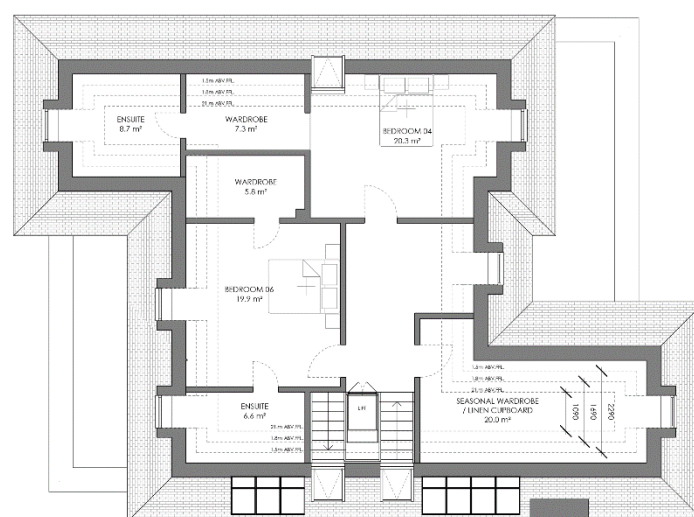 1.5m ABV FFL
1.8m ABV FFL
2.1m ABV FFL
ENSUITE
8.7 m²
WARDROBE
7.3 m²
BEDROOM 04
20.3 m²
WARDROBE
5.8 m²
BEDROOM 06
19.9 m²
1.5m ABV FFL
1.8m ABV FFL
2.1m ABV FFL
ENSUITE
6.6 m²
2.1m ABV FFL
1.8m ABV FFL
1.5m ABV FFL
LIFT
SEASONAL WARDROBE
/ LINEN CUPBOARD
20.0 m²
1090
1690
2290